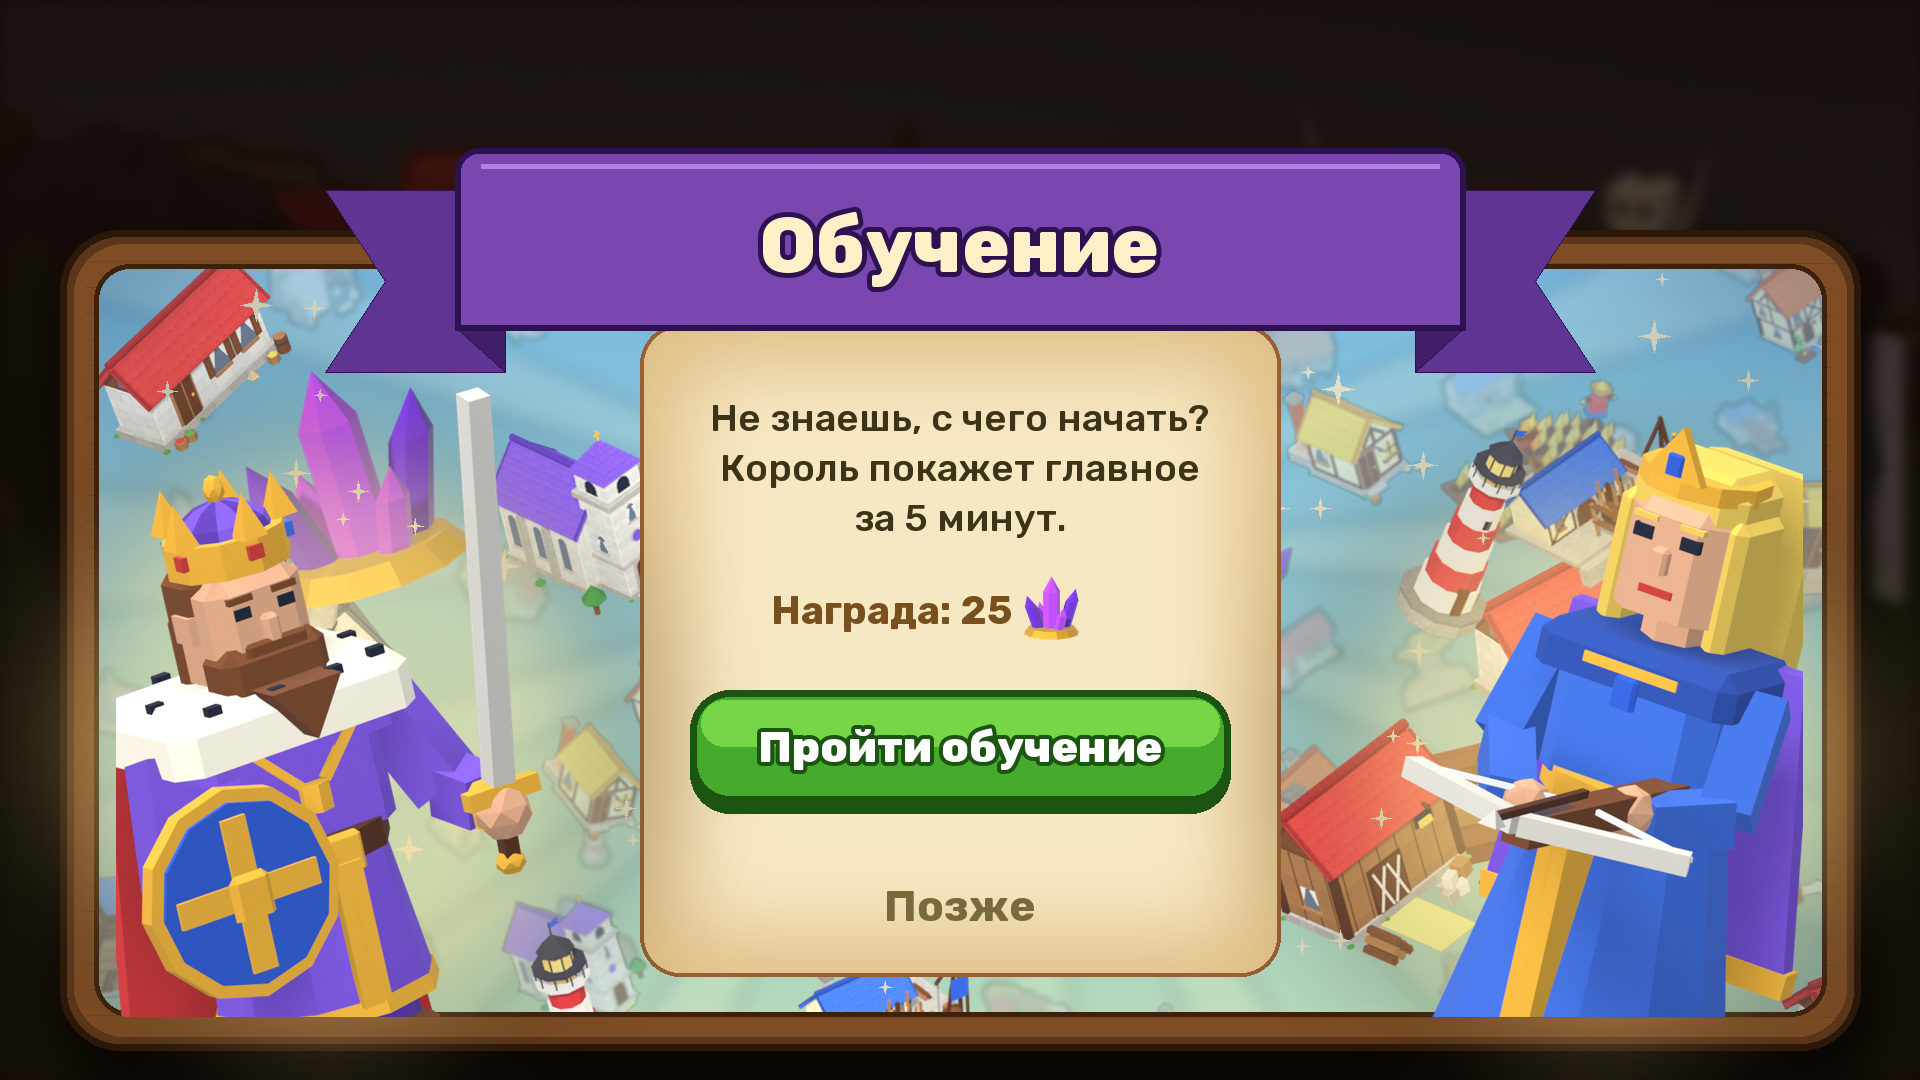 Обучение
Не знаешь, с чего начать?
Король покажет главное
за 5 минут.
Награда: 25
Пройти обучение
Позже